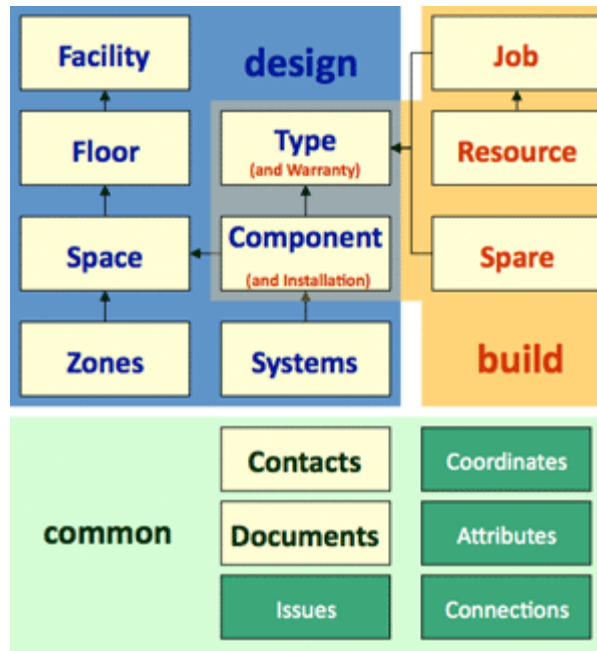 Facility
design
Job
Floor
Type
(and Warranty)
Resource
Space
Component
(and Installation)
Spare
Zones
Systems
build
common
Contacts
Coordinates
Documents
Attributes
Issues
Connections